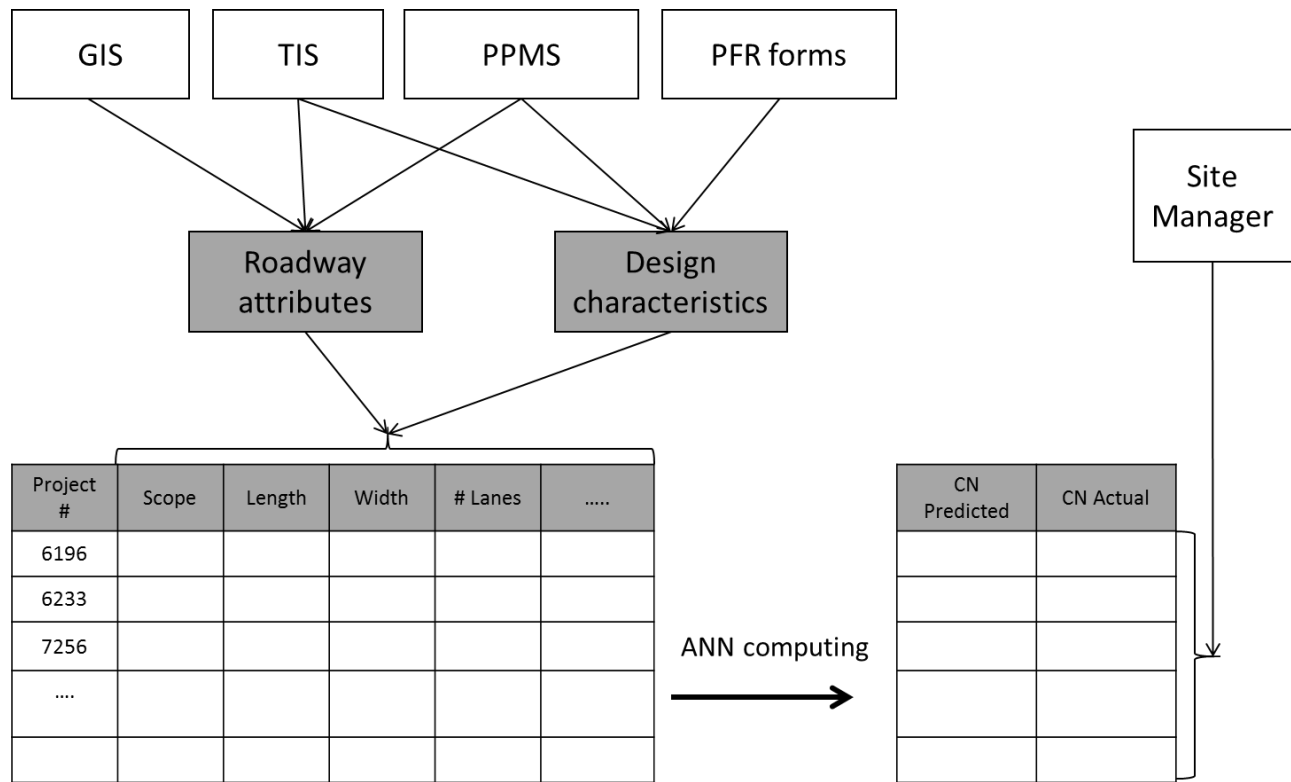 GIS
TIS
PPMS
PFR forms
Site
Manager
Roadway
attributes
Design
characteristics
Project
#
Scope
Length
Width
# Lanes
.....
CN
Predicted
CN Actual
6196
6233
7256
....
ANN computing